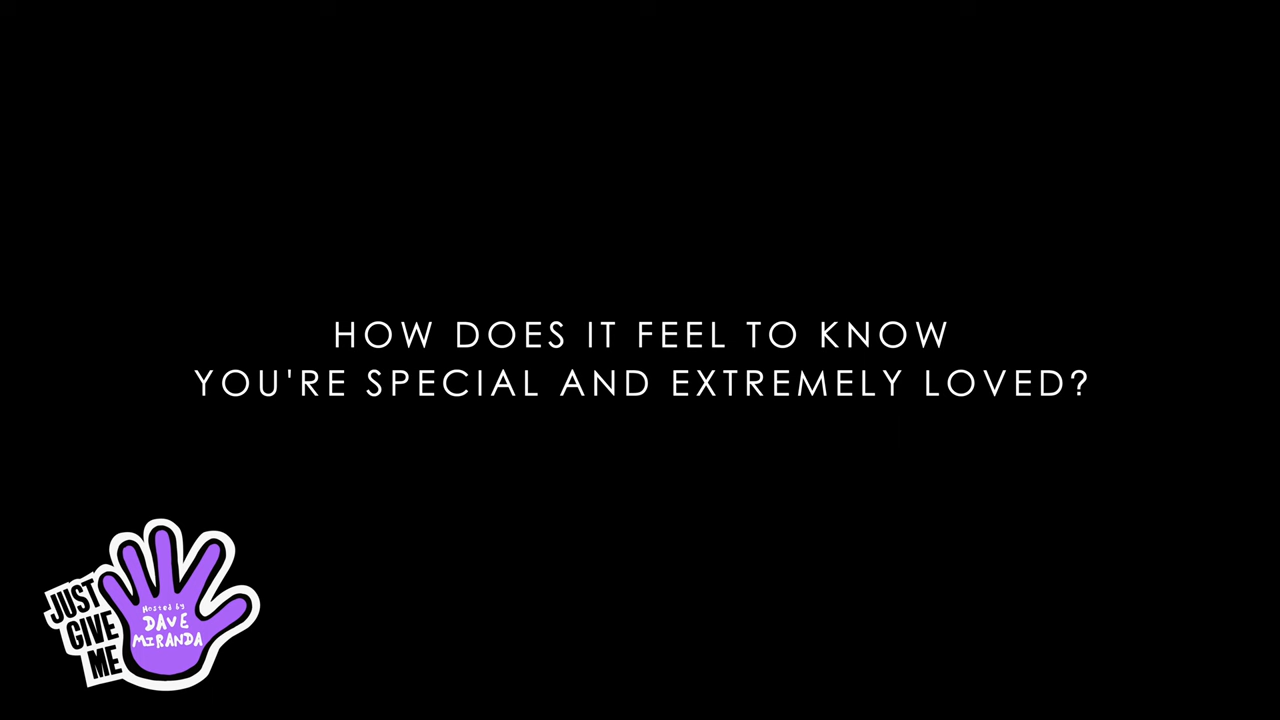 HOW DOES IT FEEL TO KNOW
YOU'RE SPECIAL AND EXTREMELY LOVED?
JUST
GIVE
ME
Hosted by
DAVE
MIRANDA